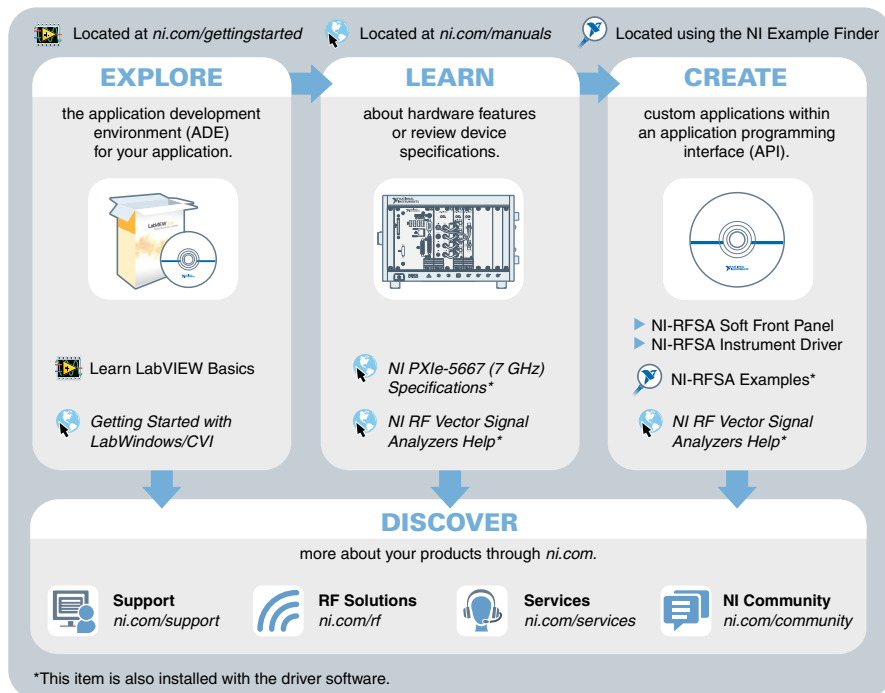 Located at ni.com/gettingstarted
Located at ni.com/manuals
Located using the NI Example Finder
EXPLORE
the application development
environment (ADE)
for your application.
LabVIEW
Learn LabVIEW Basics
Getting Started with
LabWindows/CVI
LEARN
about hardware features
or review device
specifications.
NI PXIe-5667 (7 GHz)
Specifications*
NI RF Vector Signal
Analyzers Help*
CREATE
custom applications within
an application programming
interface (API).
NI-RFSA Soft Front Panel
NI-RFSA Instrument Driver
NI-RFSA Examples*
NI RF Vector Signal
Analyzers Help*
DISCOVER
more about your products through ni.com.
Support
ni.com/support
RF Solutions
ni.com/rf
Services
ni.com/services
NI Community
ni.com/community
*This item is also installed with the driver software.